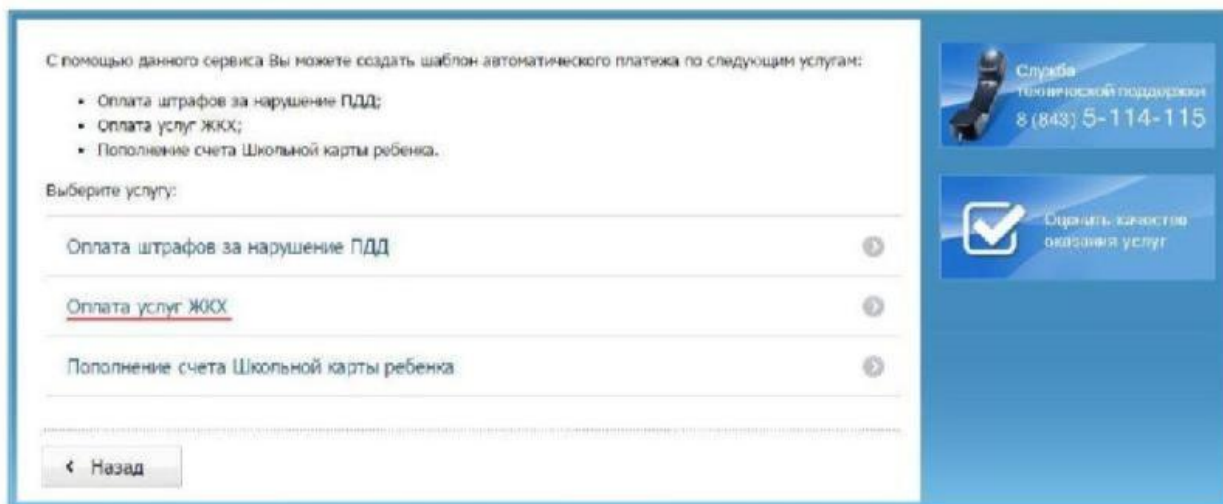 С помощью данного сервиса Вы можете создать шаблон автоматического платежа по следующим услугам:
• Оплата штрафов за нарушение ПДД;
• Оплата услуг ЖКХ;
• Пополнение счета Школьной карты ребенка.
Выберите услугу:
Оплата штрафов за нарушение ПДД
Оплата услуг ЖКХ
Пополнение счета Школьной карты ребенка
Назад
Служба
технической поддержки
8 (843) 5-114-115
Оценить качество
оказания услуг